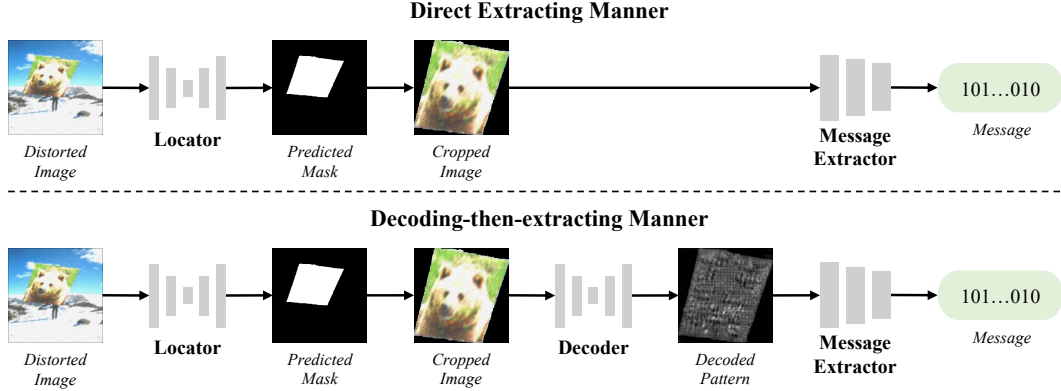 Direct Extracting Manner
Locator
Message
Extractor
101...010
Distorted
Image
Predicted
Mask
Cropped
Image
Message
Decoding-then-extracting Manner
Locator
Decoder
Message
Extractor
101...010
Distorted
Image
Predicted
Mask
Cropped
Image
Decoded
Pattern
Message